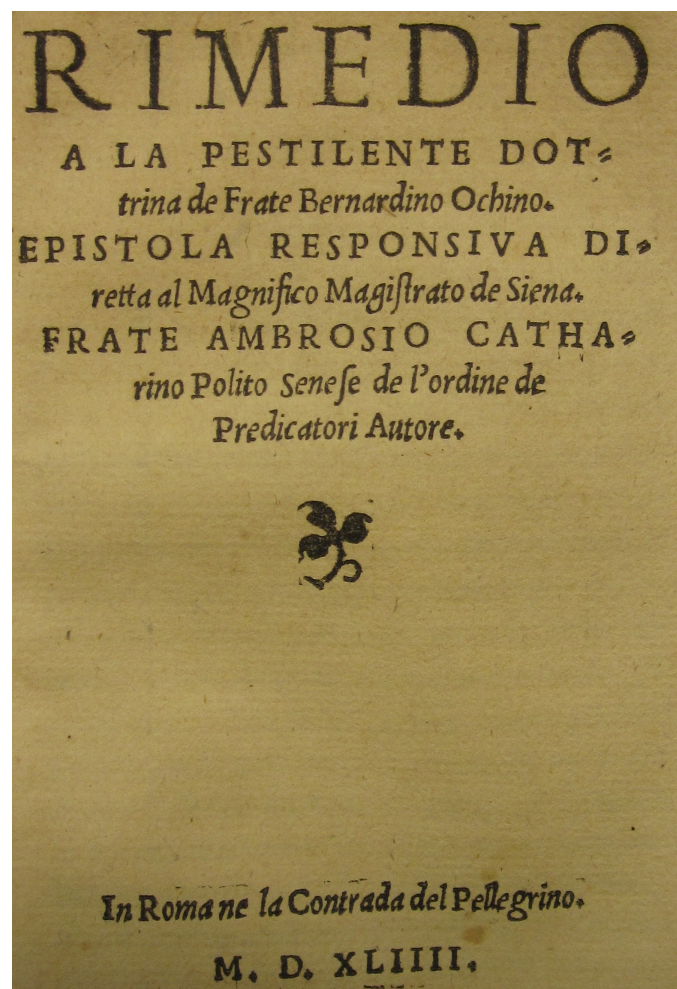 RIMEDIO
A LA PESTILENTE DOT-
trina de Frate Bernardino Ochino.
EPISTOLA RESPONSIVA DI-
retta al Magnifico Magiſtrato de Siena.
FRATE AMBROSIO CATHA-
rino Polito Seneſe de l'ordine de
Predicatori Autore.
In Roma ne la Contrada del Pellegrino.
M. D. XLIIII.